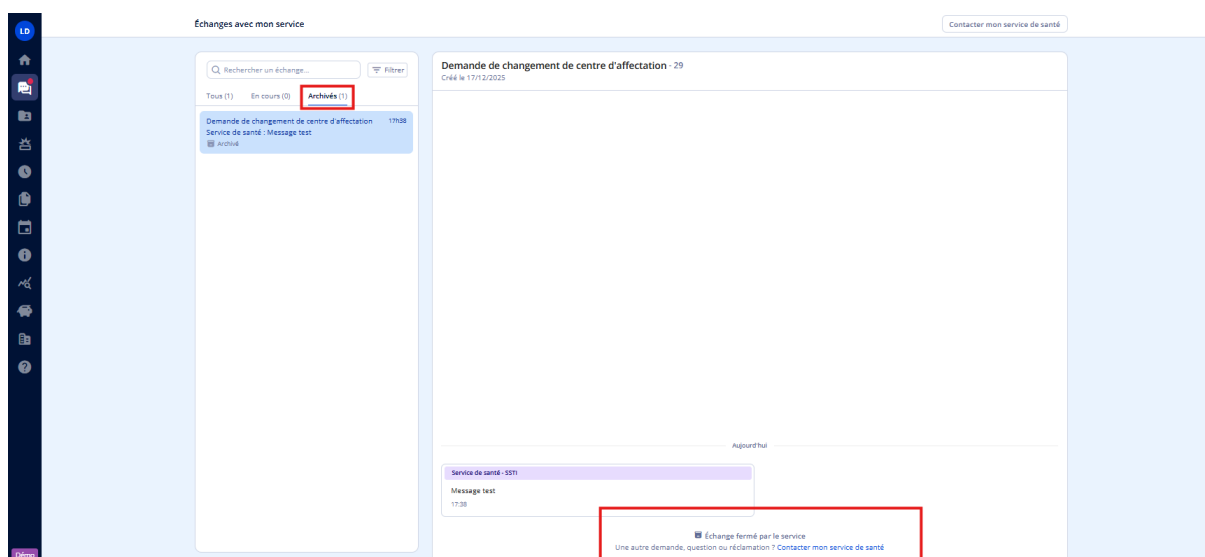 LD
Échanges avec mon service
Contacter mon service de santé
Rechercher un échange...
Filtrer
Tous (1)
En cours (0)
Archivés (1)
Demande de changement de centre d'affectation 17h38
Service de santé : Message test
Archivé
Demande de changement de centre d'affectation - 29
Créé le 17/12/2025
Aujourd'hui
Service de santé - SSTI
Message test
17:38
Échange fermé par le service
Une autre demande, question ou réclamation ? Contacter mon service de santé
Démo